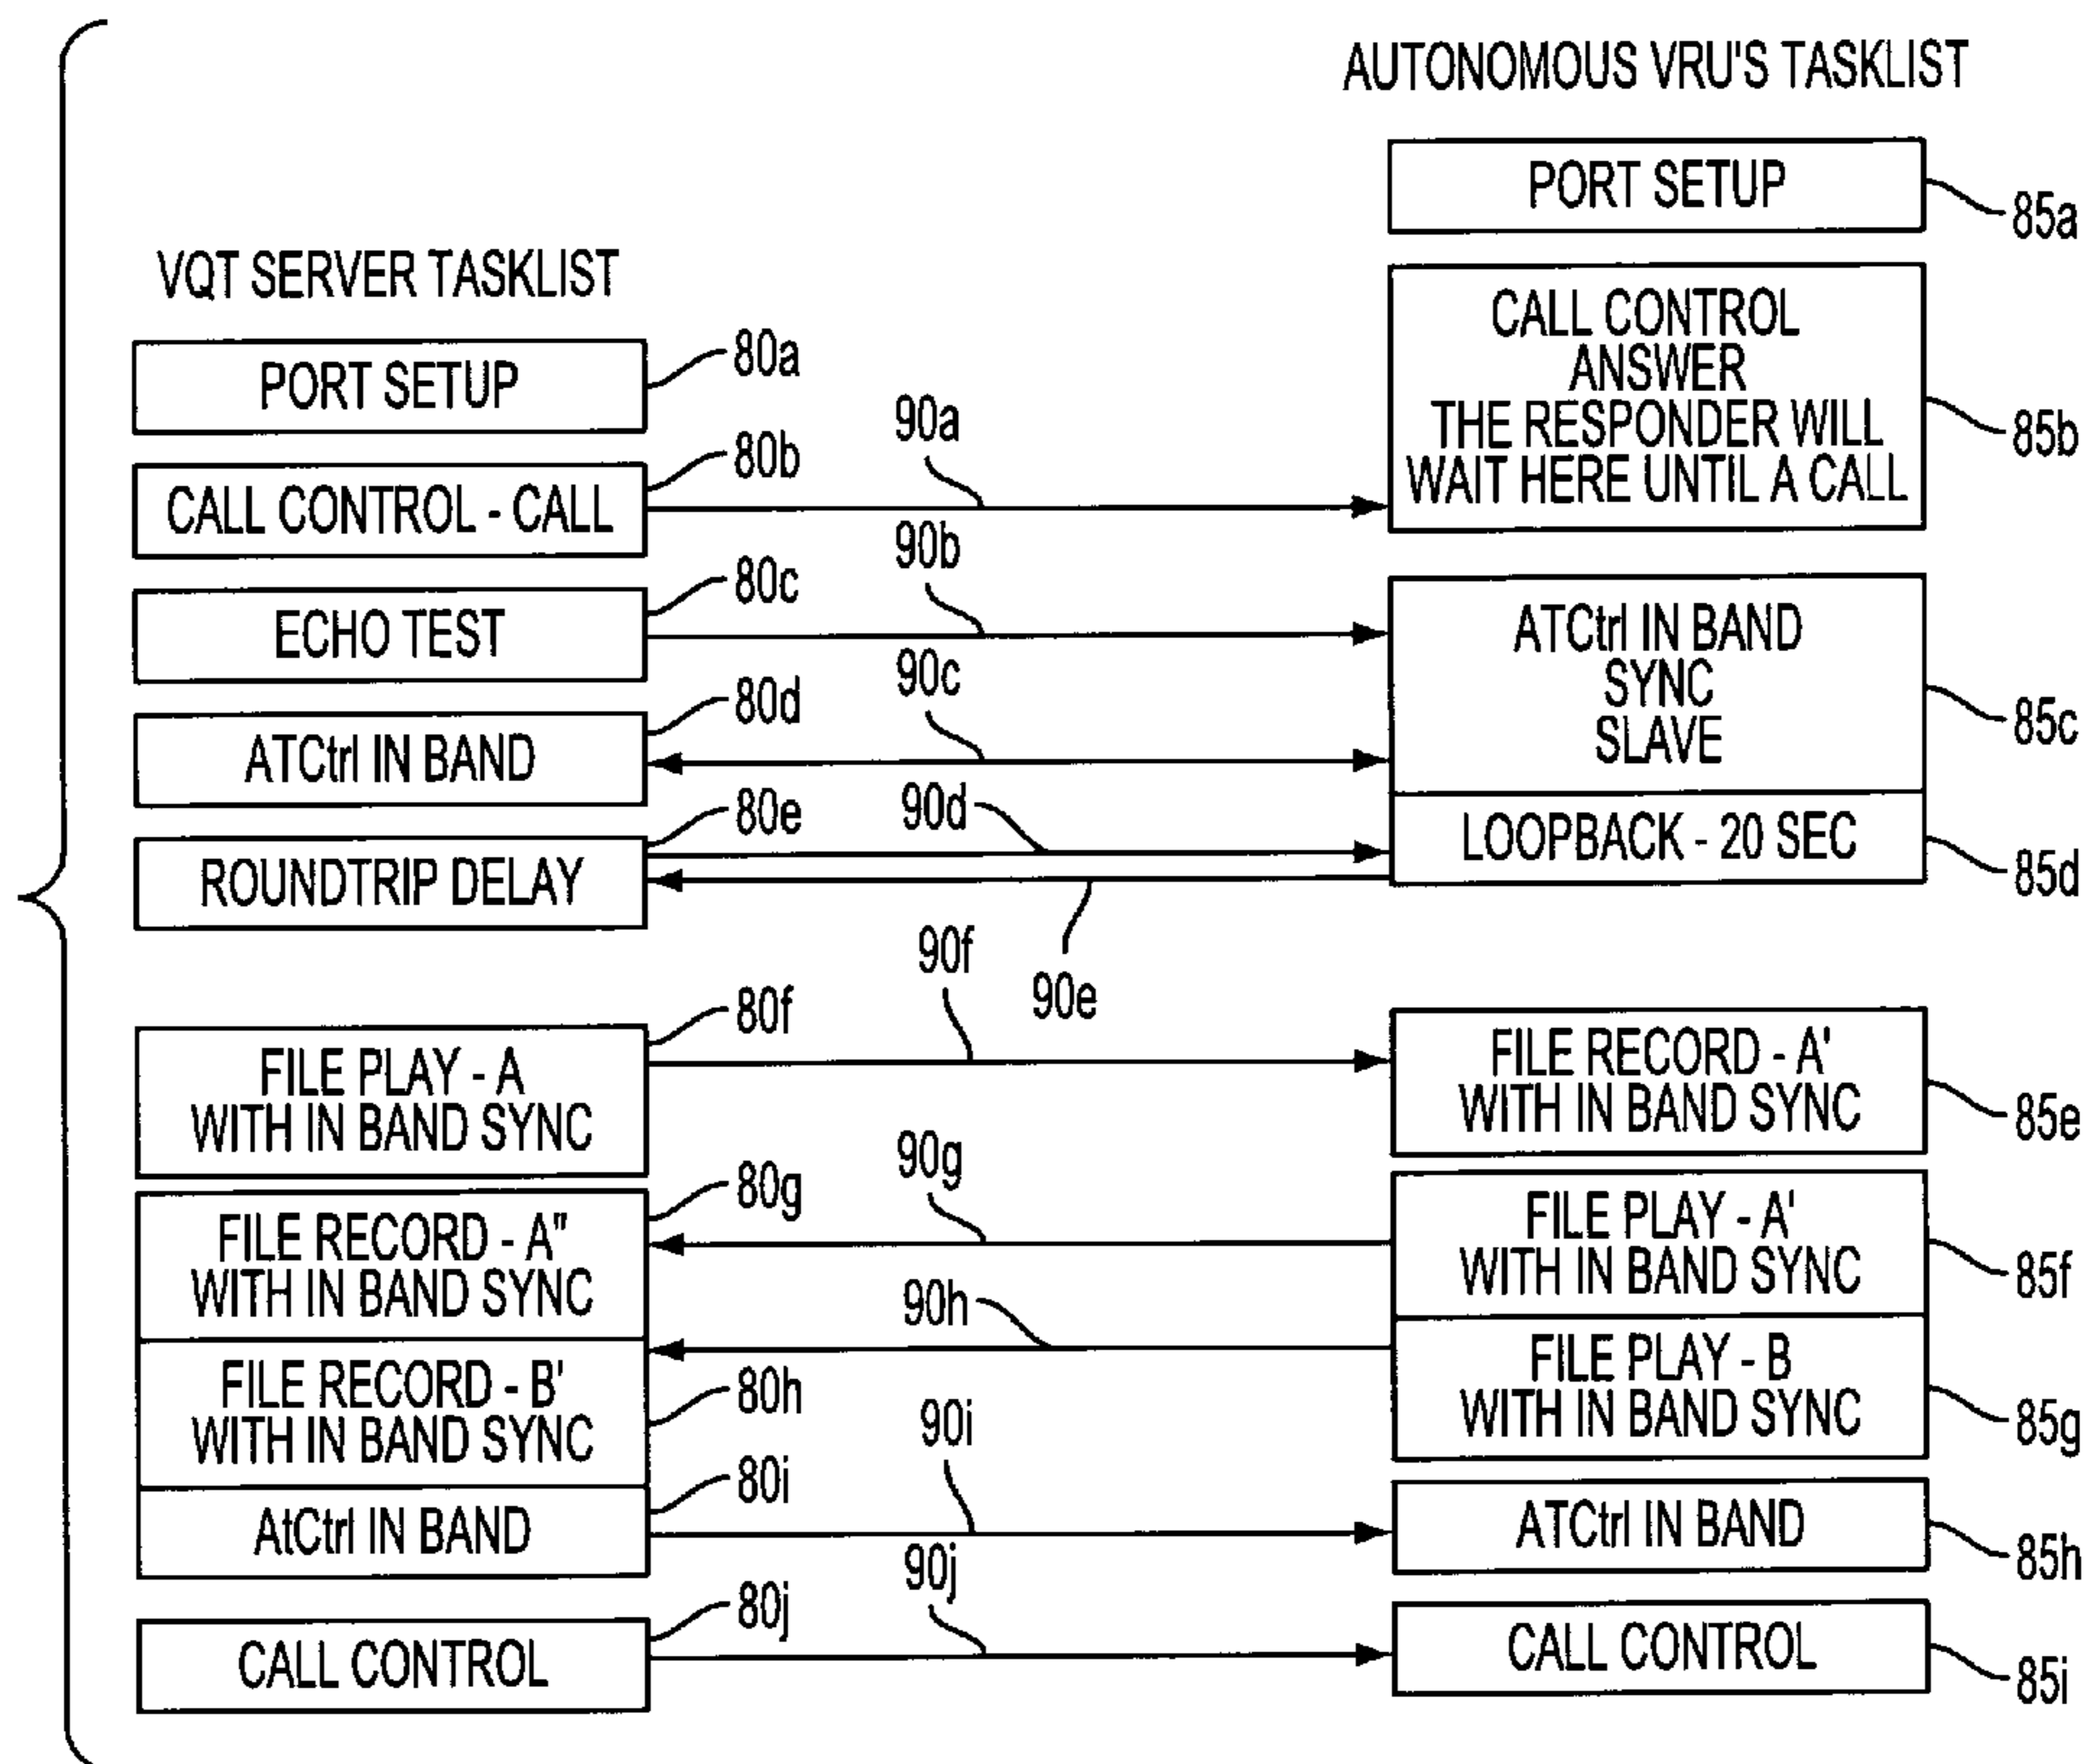 AUTONOMOUS VRU'S TASKLIST
PORT SETUP
85a
VQT SERVER TASKLIST
CALL CONTROL
ANSWER
THE RESPONDER WILL
WAIT HERE UNTIL A CALL
85b
PORT SETUP
80a
CALL CONTROL - CALL
80b
90a
ECHO TEST
80c
90b
ATCtrl IN BAND
SYNC
SLAVE
85c
ATCtrl IN BAND
80d
90c
ROUNDTRIP DELAY
80e
90d
LOOPBACK - 20 SEC
85d
90e
FILE PLAY - A
WITH IN BAND SYNC
80f
90f
FILE RECORD - A'
WITH IN BAND SYNC
85e
FILE RECORD - A"
WITH IN BAND SYNC
80g
90g
FILE PLAY - A'
WITH IN BAND SYNC
85f
FILE RECORD - B'
WITH IN BAND SYNC
80h
90h
FILE PLAY - B
WITH IN BAND SYNC
85g
AtCtrl IN BAND
80i
90i
ATCtrl IN BAND
85h
CALL CONTROL
80j
90j
CALL CONTROL
85i